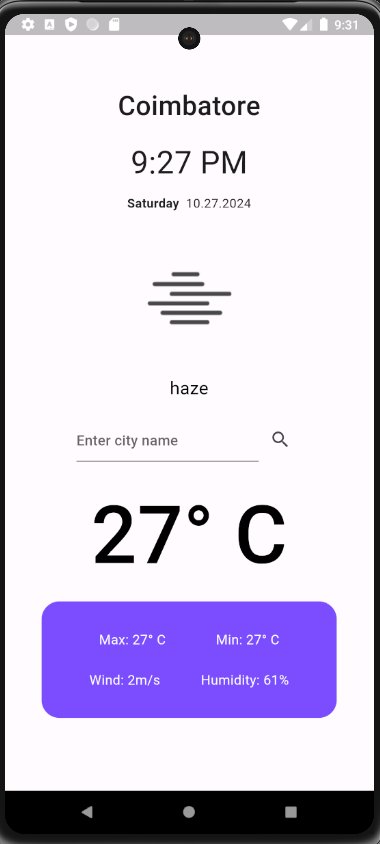 9:31
Coimbatore
9:27 PM
Saturday 10.27.2024
haze
Enter city name
27° C
Max: 27° C Min: 27° C
Wind: 2m/s Humidity: 61%